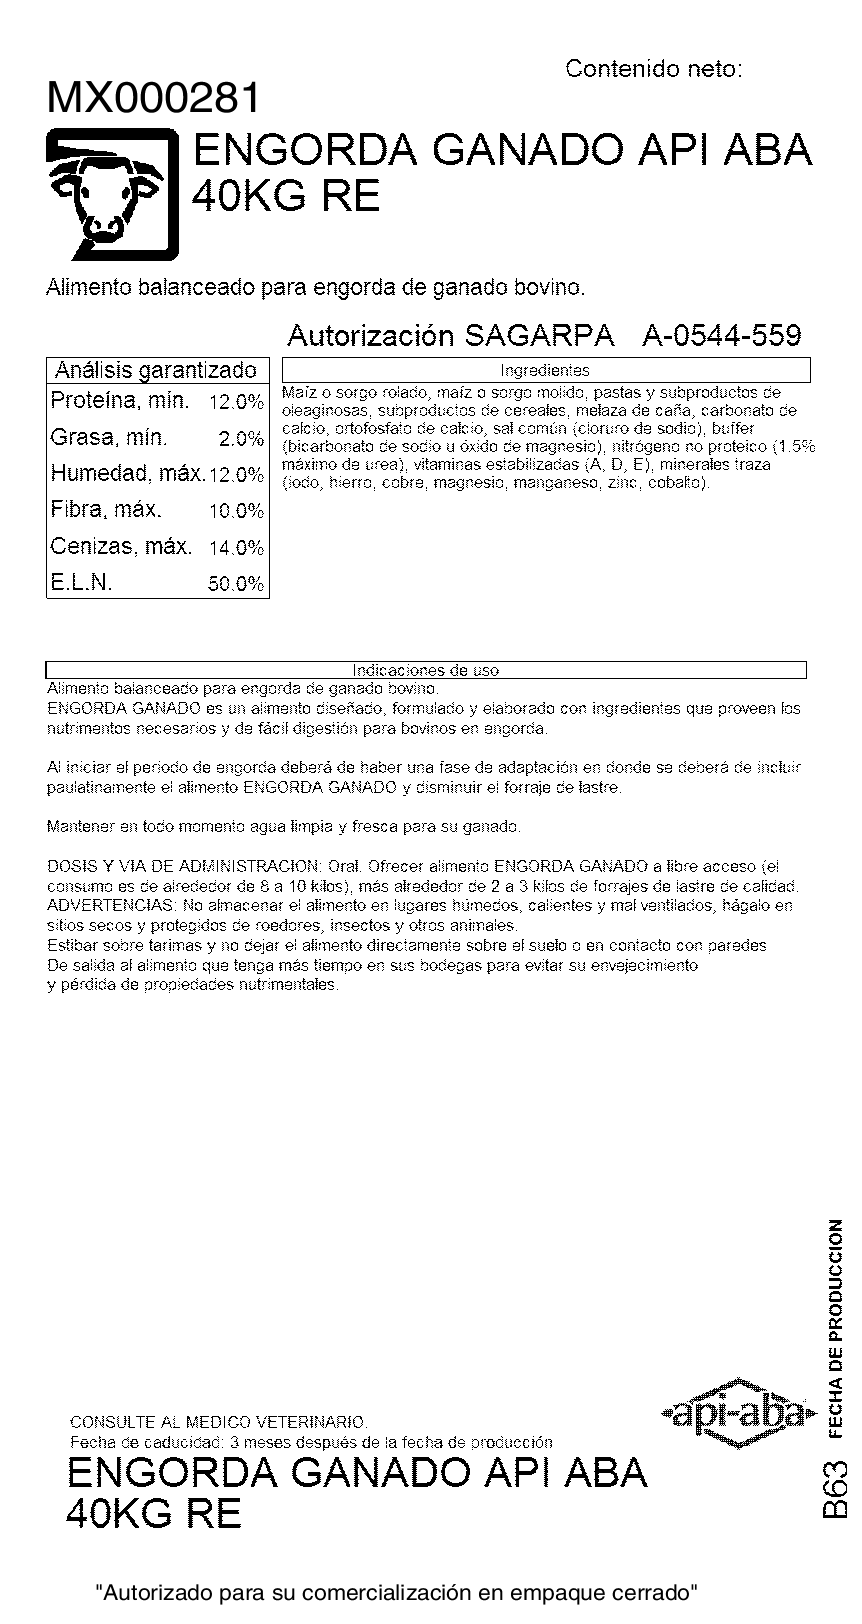 Contenido neto:
MX000281
ENGORDA GANADO API ABA
40KG RE
Alimento balanceado para engorda de ganado bovino.
Autorización SAGARPA A-0544-559
Análisis garantizado
Proteína, mín. 12.0%
Grasa, mín. 2.0%
Humedad, máx. 12.0%
Fibra, máx. 10.0%
Cenizas, máx. 14.0%
E.L.N. 50.0%
Ingredientes
Maíz o sorgo rolado, maíz o sorgo molido, pastas y subproductos de
oleaginosas, subproductos de cereales, melaza de caña, carbonato de
calcio, ortofosfato de calcio, sal común (cloruro de sodio), buffer
(bicarbonato de sodio u óxido de magnesio), nitrógeno no proteico (1.5%
máximo de urea), vitaminas estabilizadas (A, D, E), minerales traza
(iodo, hierro, cobre, magnesio, manganeso, zinc, cobalto).
Indicaciones de uso
Alimento balanceado para engorda de ganado bovino.
ENGORDA GANADO es un alimento diseñado, formulado y elaborado con ingredientes que proveen los
nutrimentos necesarios y de fácil digestión para bovinos en engorda.
Al iniciar el periodo de engorda deberá de haber una fase de adaptación en donde se deberá de incluir
paulatinamente el alimento ENGORDA GANADO y disminuir el forraje de lastre.
Mantener en todo momento agua limpia y fresca para su ganado.
DOSIS Y VIA DE ADMINISTRACION: Oral. Ofrecer alimento ENGORDA GANADO a libre acceso (el
consumo es de alrededor de 8 a 10 kilos), más alrededor de 2 a 3 kilos de forrajes de lastre de calidad.
ADVERTENCIAS: No almacenar el alimento en lugares húmedos, calientes y mal ventilados, hágalo en
sitios secos y protegidos de roedores, insectos y otros animales.
Estibar sobre tarimas y no dejar el alimento directamente sobre el suelo o en contacto con paredes
De salida al alimento que tenga más tiempo en sus bodegas para evitar su envejecimiento
y pérdida de propiedades nutrimentales.
FECHA DE PRODUCCION
B63
api-aba
CONSULTE AL MEDICO VETERINARIO.
Fecha de caducidad: 3 meses después de la fecha de producción
ENGORDA GANADO API ABA
40KG RE
"Autorizado para su comercialización en empaque cerrado"